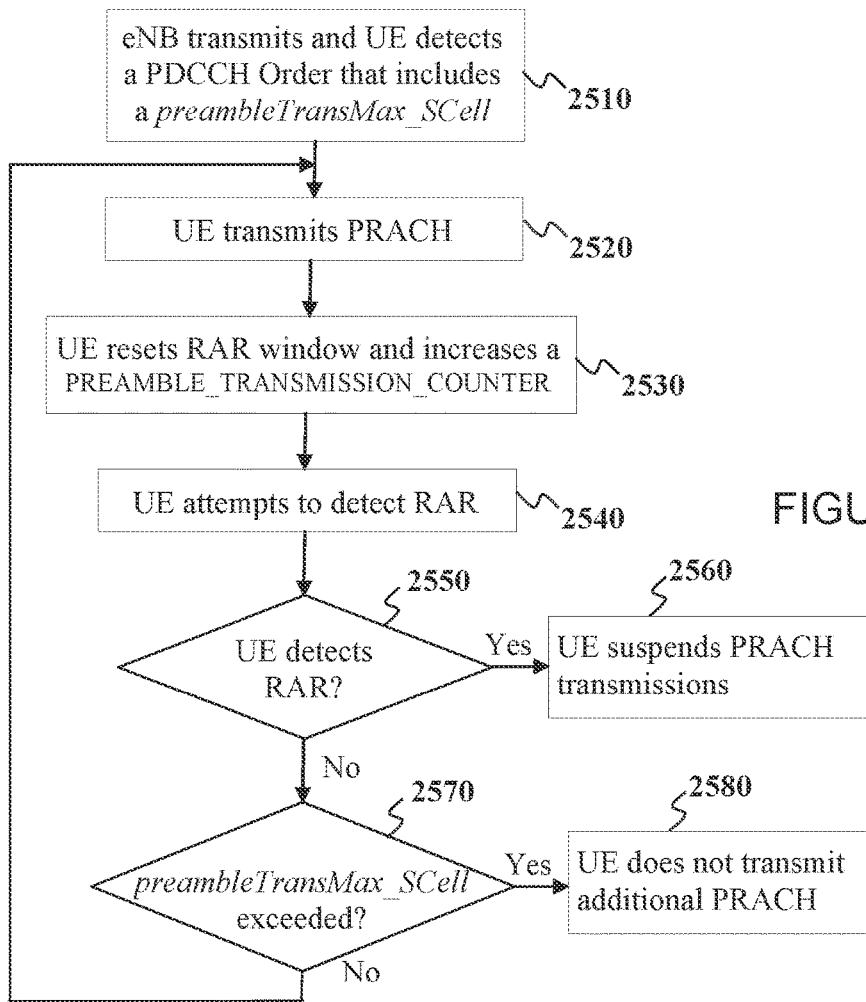 eNB transmits and UE detects
a PDCCH Order that includes
a preambleTransMax_SCell
2510
UE transmits PRACH
2520
UE resets RAR window and increases a
PREAMBLE_TRANSMISSION_COUNTER
2530
UE attempts to detect RAR
2540
FIGU
2550
UE detects
RAR?
Yes
2560
UE suspends PRACH
transmissions
No
2570
preambleTransMax_SCell
exceeded?
Yes
2580
UE does not transmit
additional PRACH
No